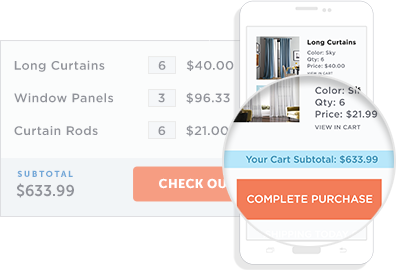 Long Curtains 6 $40.00
Window Panels 3 $96.33
Curtain Rods 6 $21.00
SUBTOTAL
$633.99
CHECK OU
Long Curtains
Color: Sky
Qty: 6
Price: $40.00
VIEW IN CART
Color: Sk
Qty: 6
Price: $21.99
VIEW IN CART
Your Cart Subtotal: $633.99
COMPLETE PURCHASE